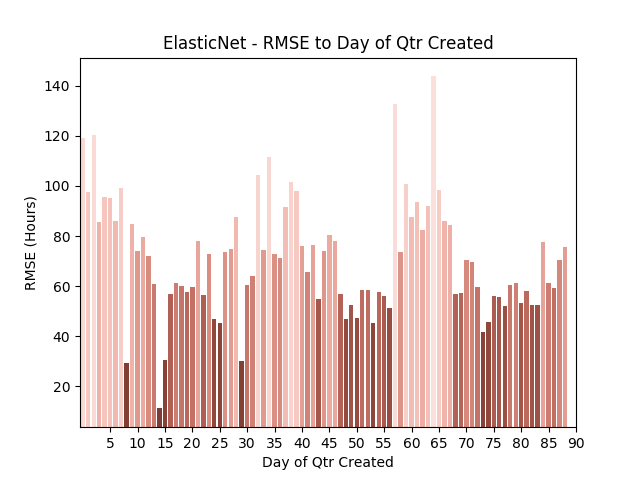 ElasticNet - RMSE to Day of Qtr Created
RMSE (Hours)
140
120
100
80
60
40
20
5 10 15 20 25 30 35 40 45 50 55 60 65 70 75 80 85 90
Day of Qtr Created